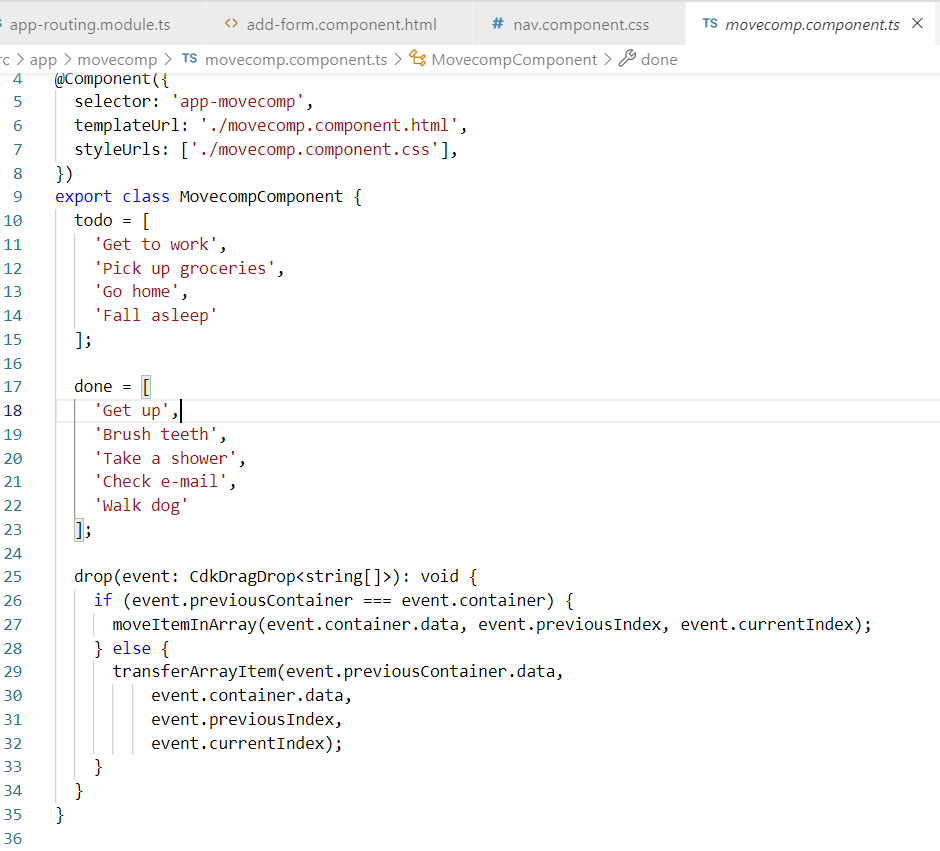 app-routing.module.ts <> add-form.component.html # nav.component.css TS movecomp.component.ts ×
rc > app > movecomp > TS movecomp.component.ts > MovecompComponent > done
4 @Component({
5 selector: 'app-movecomp',
6 templateUrl: './movecomp.component.html',
7 styleUrls: ['./movecomp.component.css'],
8 })
9 export class MovecompComponent {
10 todo = [
11 'Get to work',
12 'Pick up groceries',
13 'Go home',
14 'Fall asleep'
15 ];
16
17 done = [
18 'Get up',
19 'Brush teeth',
20 'Take a shower',
21 'Check e-mail',
22 'Walk dog'
23 ];
24
25 drop(event: CdkDragDrop<string[]>): void {
26 if (event.previousContainer === event.container) {
27 moveItemInArray(event.container.data, event.previousIndex, event.currentIndex);
28 } else {
29 transferArrayItem(event.previousContainer.data,
30 event.container.data,
31 event.previousIndex,
32 event.currentIndex);
33 }
34 }
35 }
36